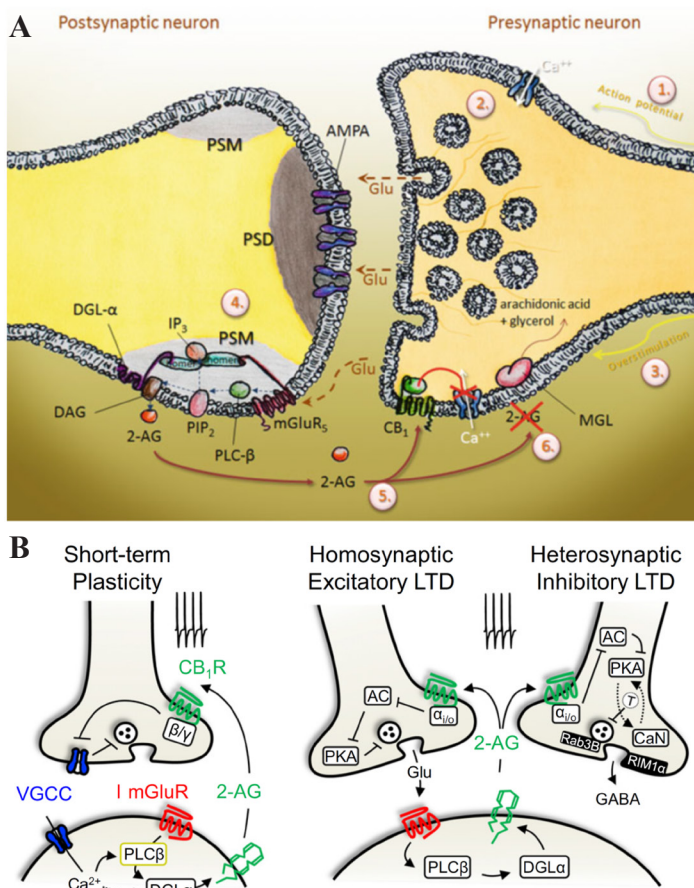 A
Postsynaptic neuron
Presynaptic neuron
Ca++
1.
Action potential
2.
PSM
AMPA
Glu
PSD
Glu
4.
DGL-α
IP3
PSM
homer
homer
arachidonic acid
+ glycerol
Overstimulation
3.
Glu
DAG
2-AG
PIP2
PLC-β
mGluR5
CB1
Ca++
2-AG
MGL
6.
2-AG
5.
B
Short-term
Plasticity
Homosynaptic
Excitatory LTD
Heterosynaptic
Inhibitory LTD
CB1R
β/γ
VGCC
I mGluR
2-AG
PLCβ
Ca2+
DGLα
AC
αi/o
PKA
Glu
2-AG
PLCβ
DGLα
AC
PKA
αi/o
T
CaN
Rab3B
RIM1α
GABA